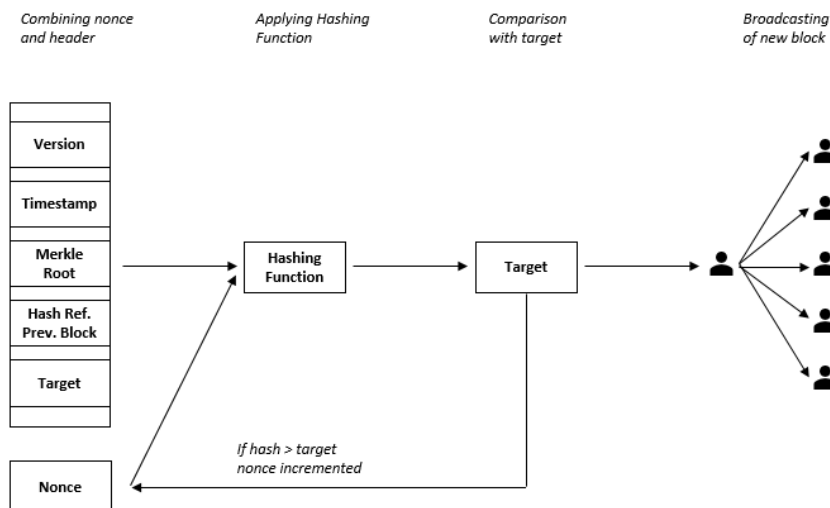 Combining nonce
and header
Applying Hashing
Function
Comparison
with target
Broadcasting
of new block
Version
Timestamp
Merkle
Root
Hash Ref.
Prev. Block
Target
Hashing
Function
Target
If hash > target
nonce incremented
Nonce